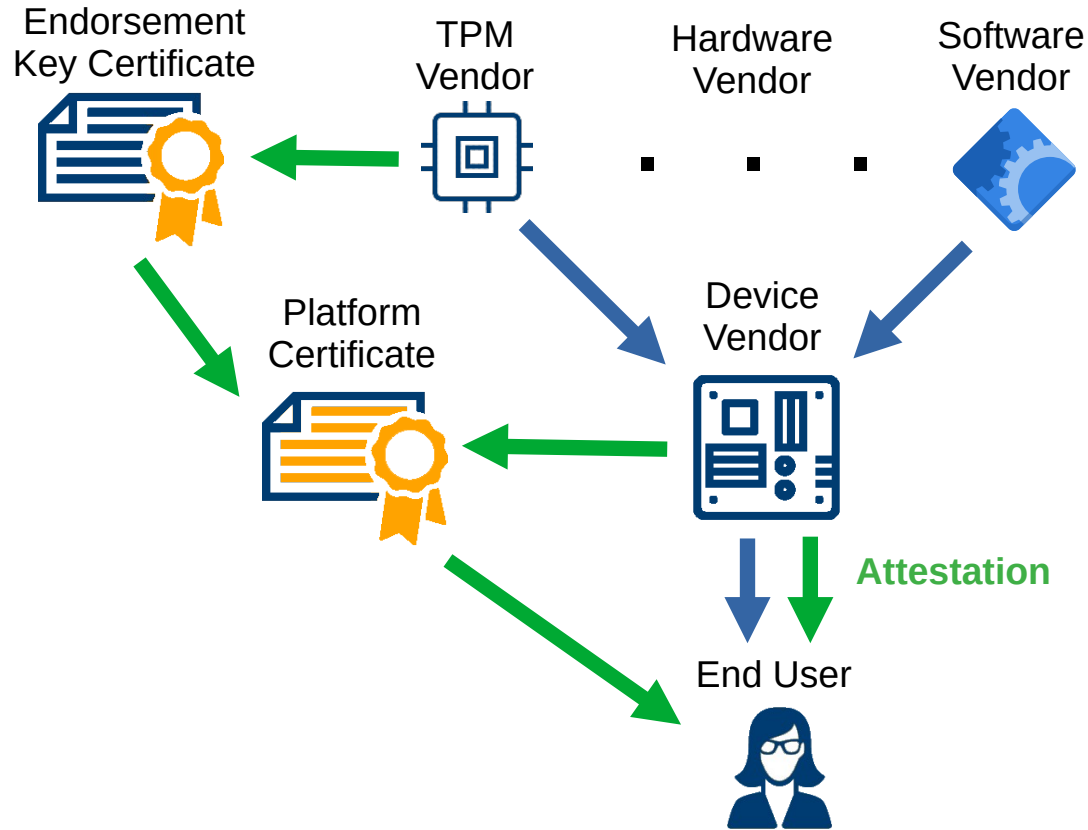 Endorsement
Key Certificate
TPM
Vendor
Hardware
Vendor
Software
Vendor
Platform
Certificate
Device
Vendor
Attestation
End User